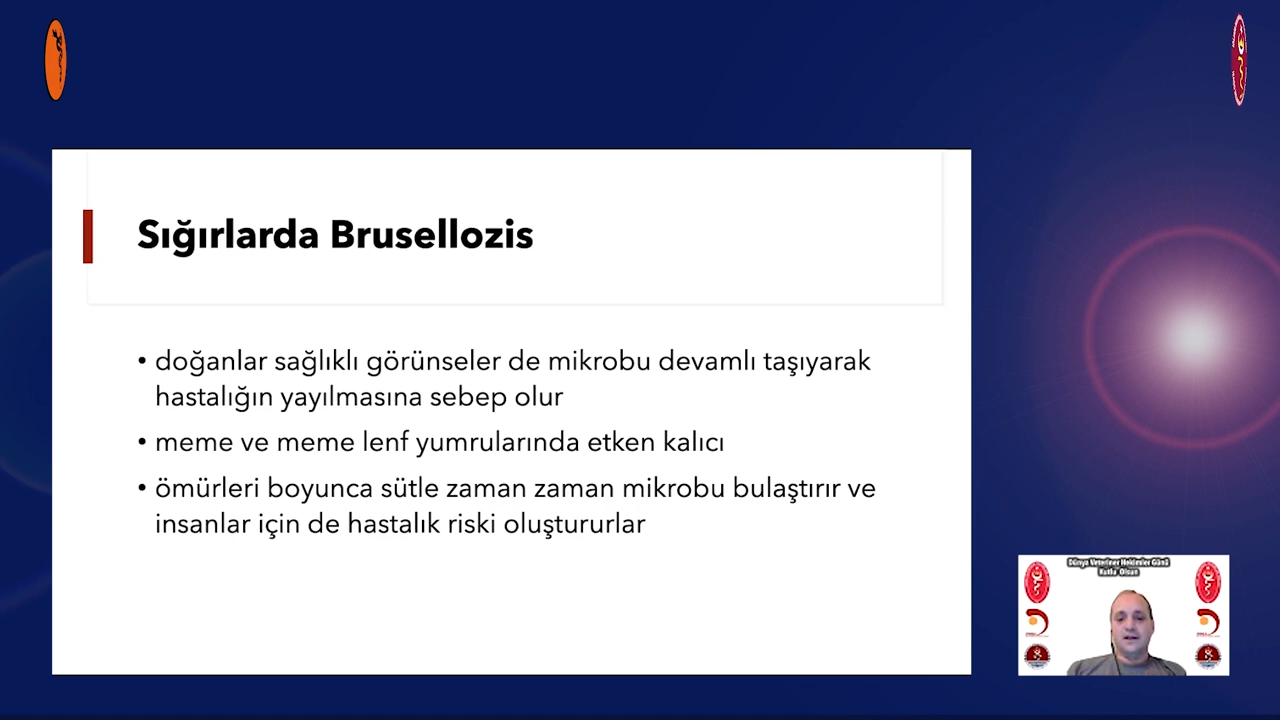 Sığırlarda Brusellozis
• doğanlar sağlıklı görünseler de mikrobu devamlı taşıyarak
hastalığın yayılmasına sebep olur
• meme ve meme lenf yumrularında etken kalıcı
• ömürleri boyunca sütle zaman zaman mikrobu bulaştırır ve
insanlar için de hastalık riski oluştururlar
Dünya Veteriner Hekimler Günü
Kutlu Olsun